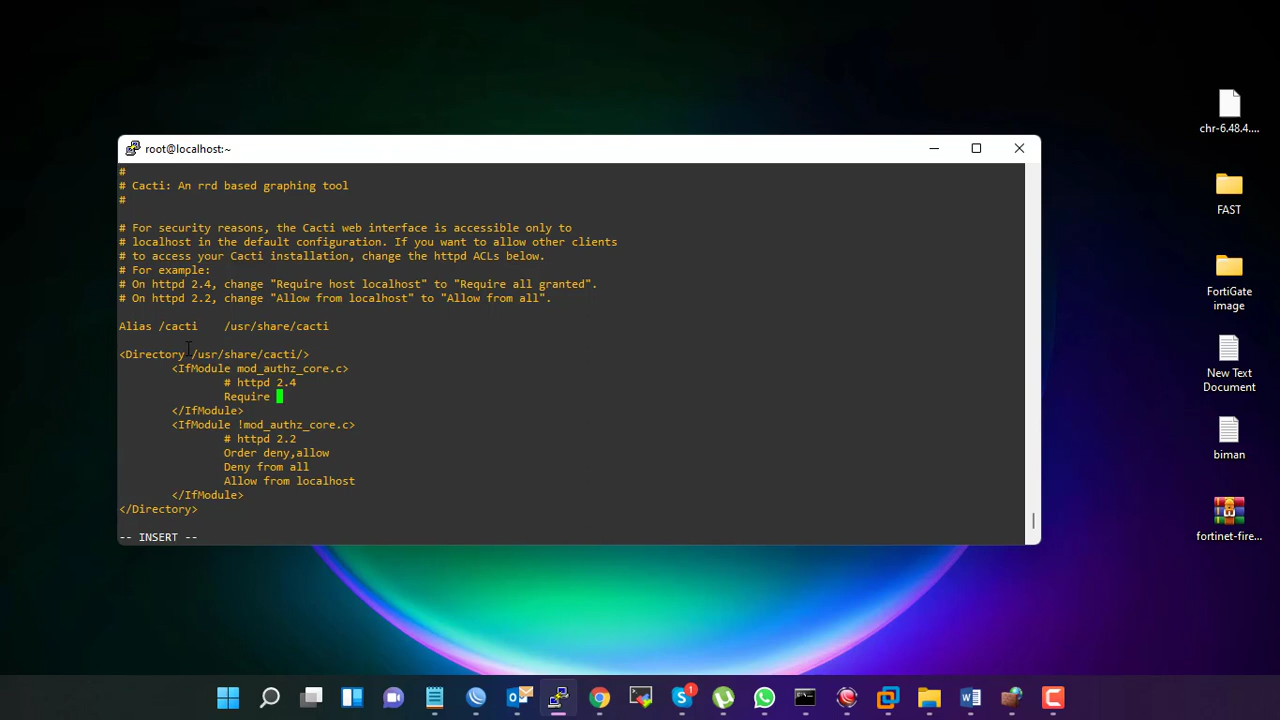 root@localhost:~
#
# Cacti: An rrd based graphing tool
#
# For security reasons, the Cacti web interface is accessible only to
# localhost in the default configuration. If you want to allow other clients
# to access your Cacti installation, change the httpd ACLs below.
# For example:
# On httpd 2.4, change "Require host localhost" to "Require all granted".
# On httpd 2.2, change "Allow from localhost" to "Allow from all".
Alias /cacti    /usr/share/cacti
<Directory /usr/share/cacti/>
        <IfModule mod_authz_core.c>
                # httpd 2.4
                Require
        </IfModule>
        <IfModule !mod_authz_core.c>
                # httpd 2.2
                Order deny,allow
                Deny from all
                Allow from localhost
        </IfModule>
</Directory>
-- INSERT --
chr-6.48.4....
FAST
FortiGate
image
New Text
Document
biman
fortinet-fire...
1